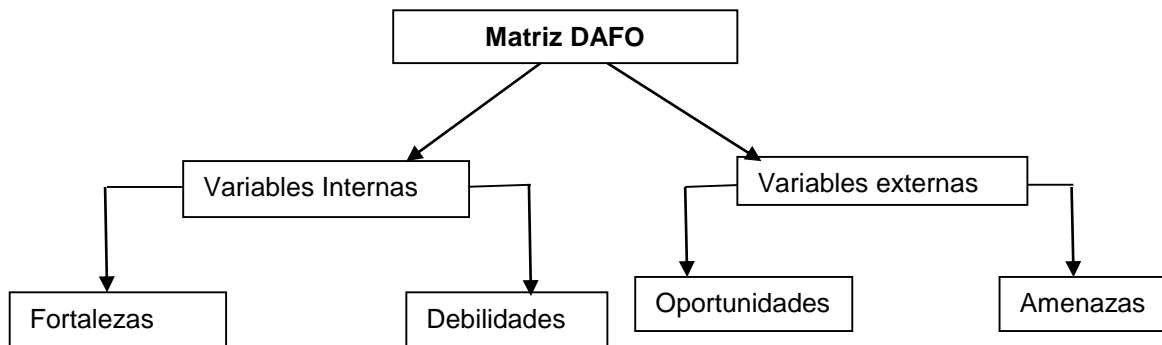 Matriz DAFO
Variables Internas
Variables externas
Fortalezas
Debilidades
Oportunidades
Amenazas